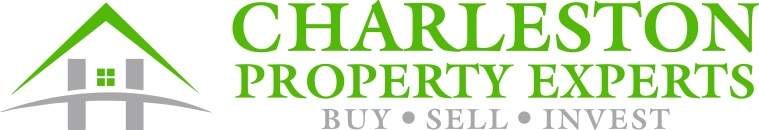 CHARLESTON
PROPERTY EXPERTS
BUY • SELL • INVEST